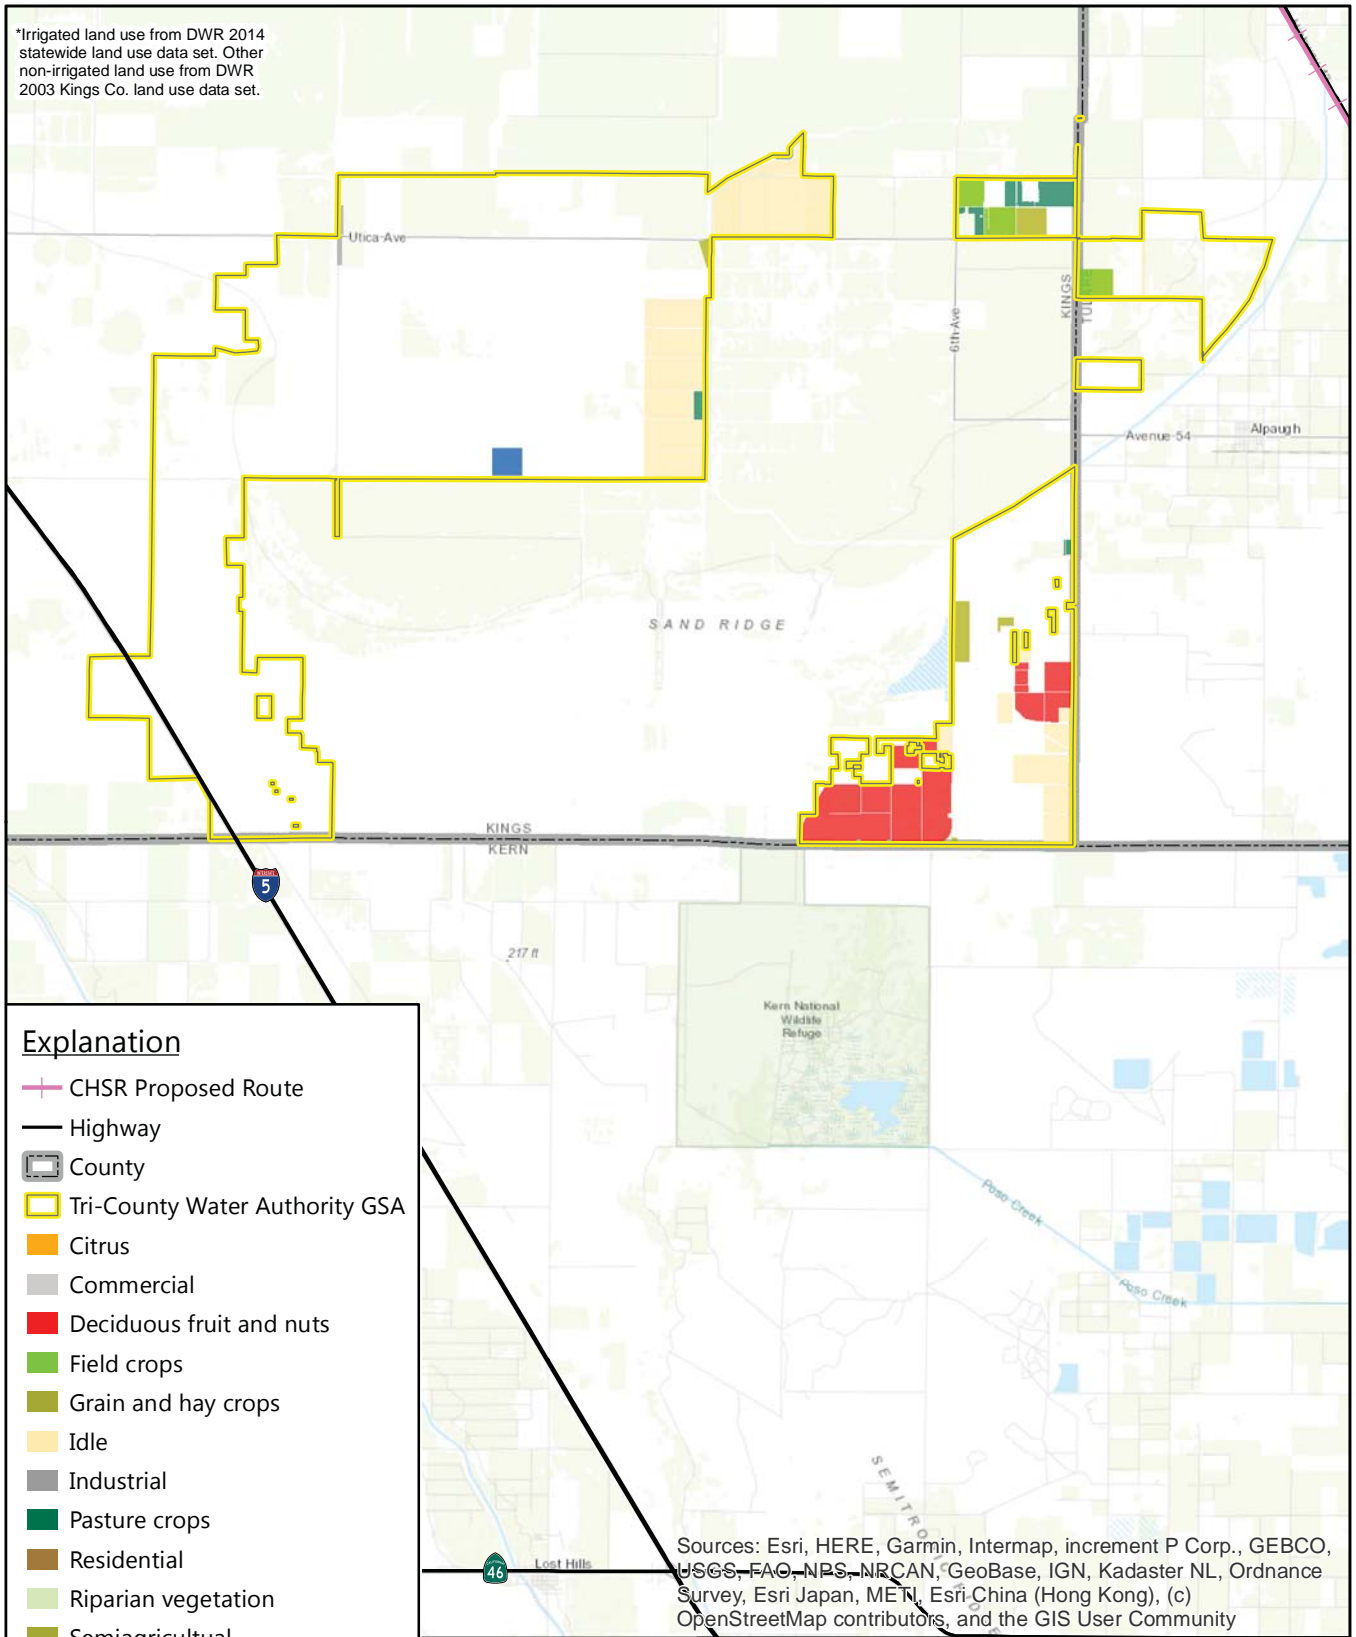 *Irrigated land use from DWR 2014
statewide land use data set. Other
non-irrigated land use from DWR
2003 Kings Co. land use data set.
Utica Ave
6th Ave
KINGS
Avenue 54
Alpaugh
SAND RIDGE
KINGS
KERN
5
217 ft
Kern National
Wildlife
Refuge
Poso Creek
Poso Creek
Explanation
CHSR Proposed Route
Highway
County
Tri-County Water Authority GSA
Citrus
Commercial
Deciduous fruit and nuts
Field crops
Grain and hay crops
Idle
Industrial
Pasture crops
Residential
Riparian vegetation
Semiagricultual
46
Lost Hills
Sources: Esri, HERE, Garmin, Intermap, increment P Corp., GEBCO,
USGS, FAO, NPS, NRCAN, GeoBase, IGN, Kadaster NL, Ordnance
Survey, Esri Japan, METI, Esri China (Hong Kong), (c)
OpenStreetMap contributors, and the GIS User Community